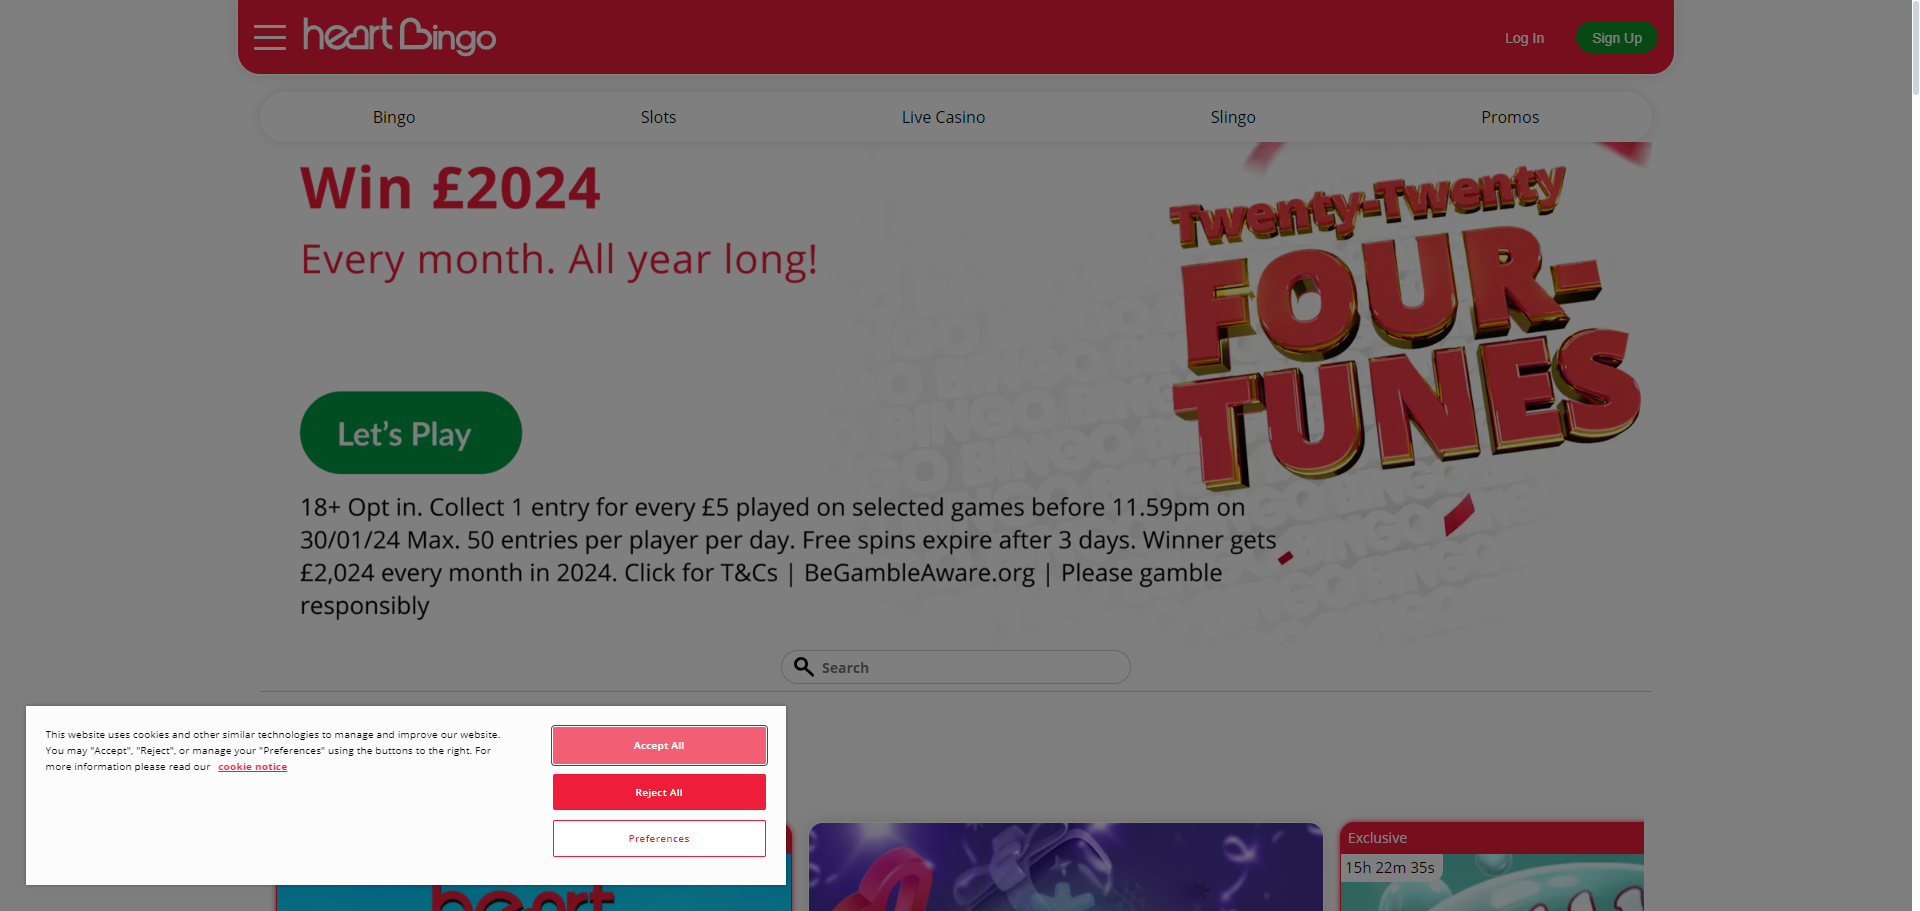 heart Bingo
Log In
Sign Up
Bingo
Slots
Live Casino
Slingo
Promos
Win £2024
Every month. All year long!
Twenty-Twenty
FOUR-
TUNES
Let's Play
18+ Opt in. Collect 1 entry for every £5 played on selected games before 11.59pm on
30/01/24 Max. 50 entries per player per day. Free spins expire after 3 days. Winner gets
£2,024 every month in 2024. Click for T&Cs | BeGambleAware.org | Please gamble
responsibly
Search
This website uses cookies and other similar technologies to manage and improve our website.
You may "Accept", "Reject", or manage your "Preferences" using the buttons to the right. For
more information please read our cookie notice
Accept All
Reject All
Preferences
Exclusive
15h 22m 35s
heart